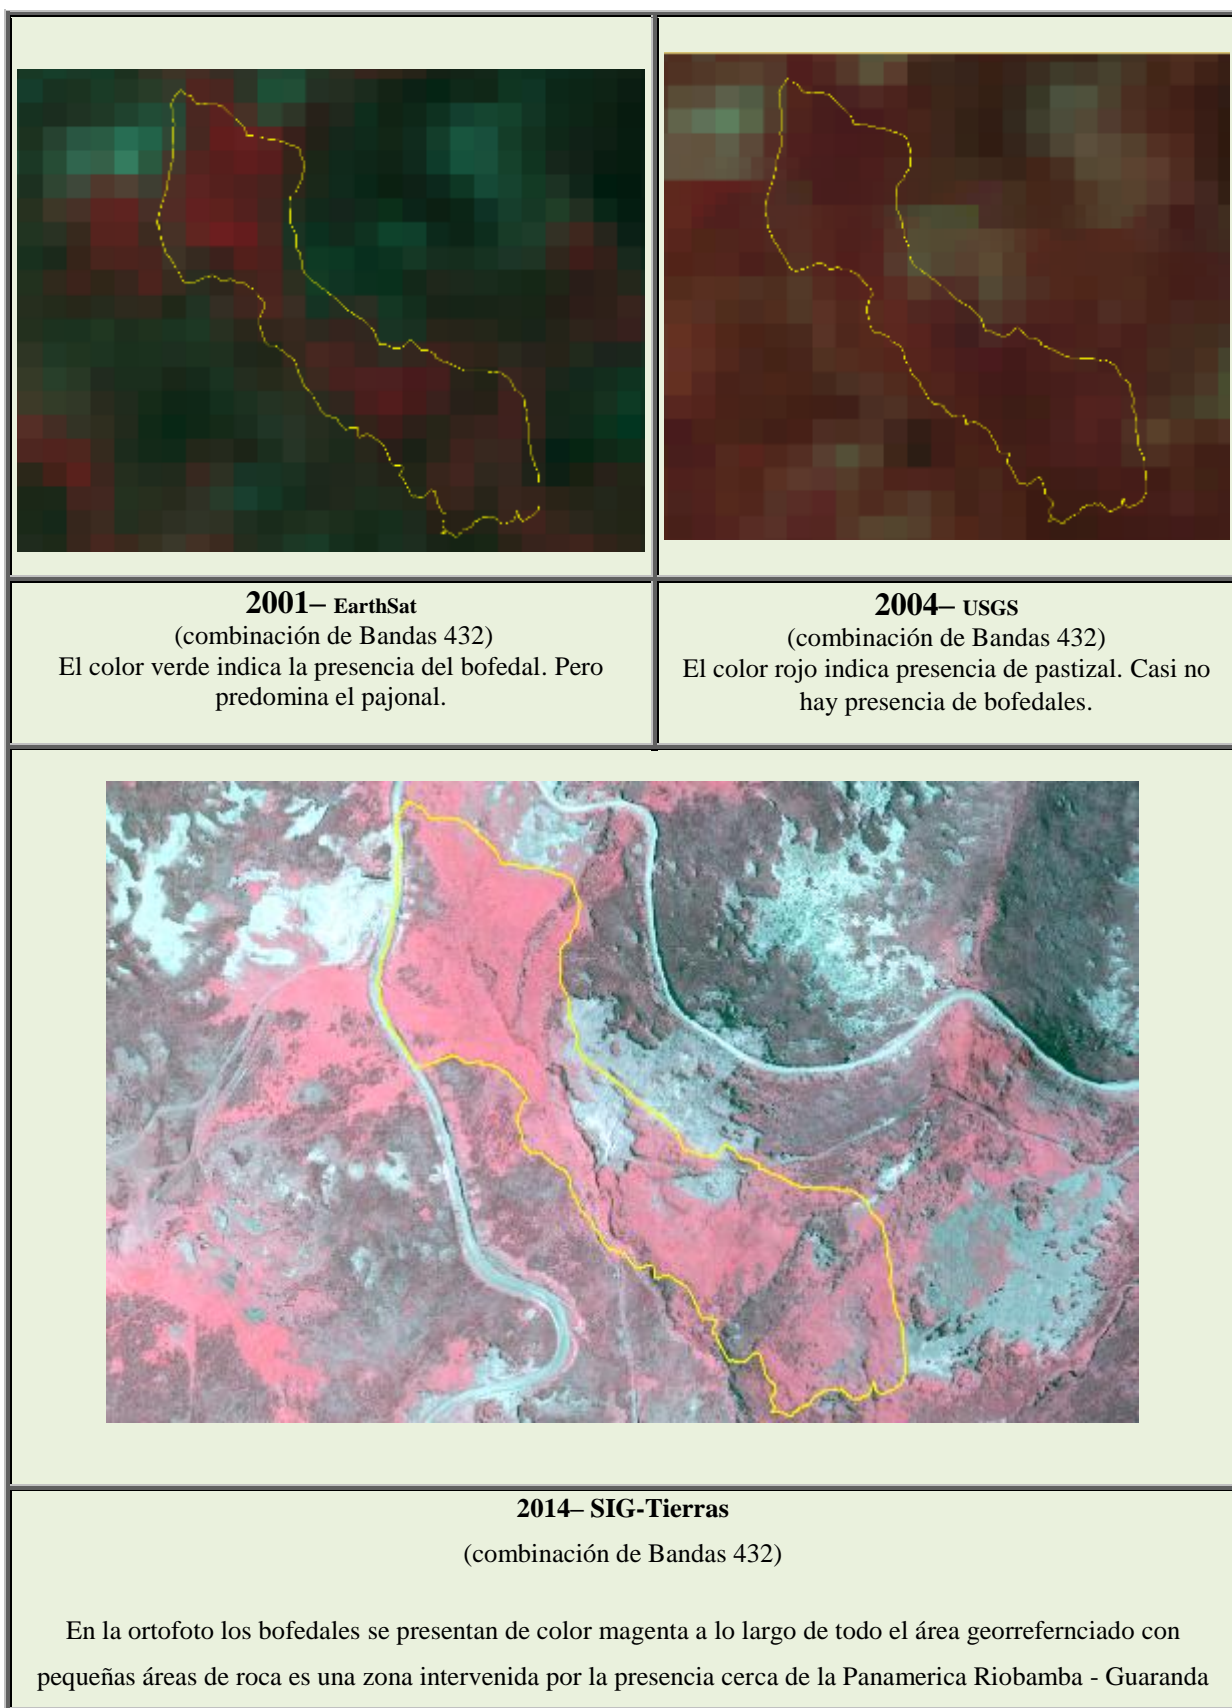 2001– EarthSat
(combinación de Bandas 432)
El color verde indica la presencia del bofedal. Pero
predomina el pajonal.
2004– USGS
(combinación de Bandas 432)
El color rojo indica presencia de pastizal. Casi no
hay presencia de bofedales.
2014– SIG-Tierras
(combinación de Bandas 432)
En la ortofoto los bofedales se presentan de color magenta a lo largo de todo el área georrefernciado con
pequeñas áreas de roca es una zona intervenida por la presencia cerca de la Panamerica Riobamba - Guaranda